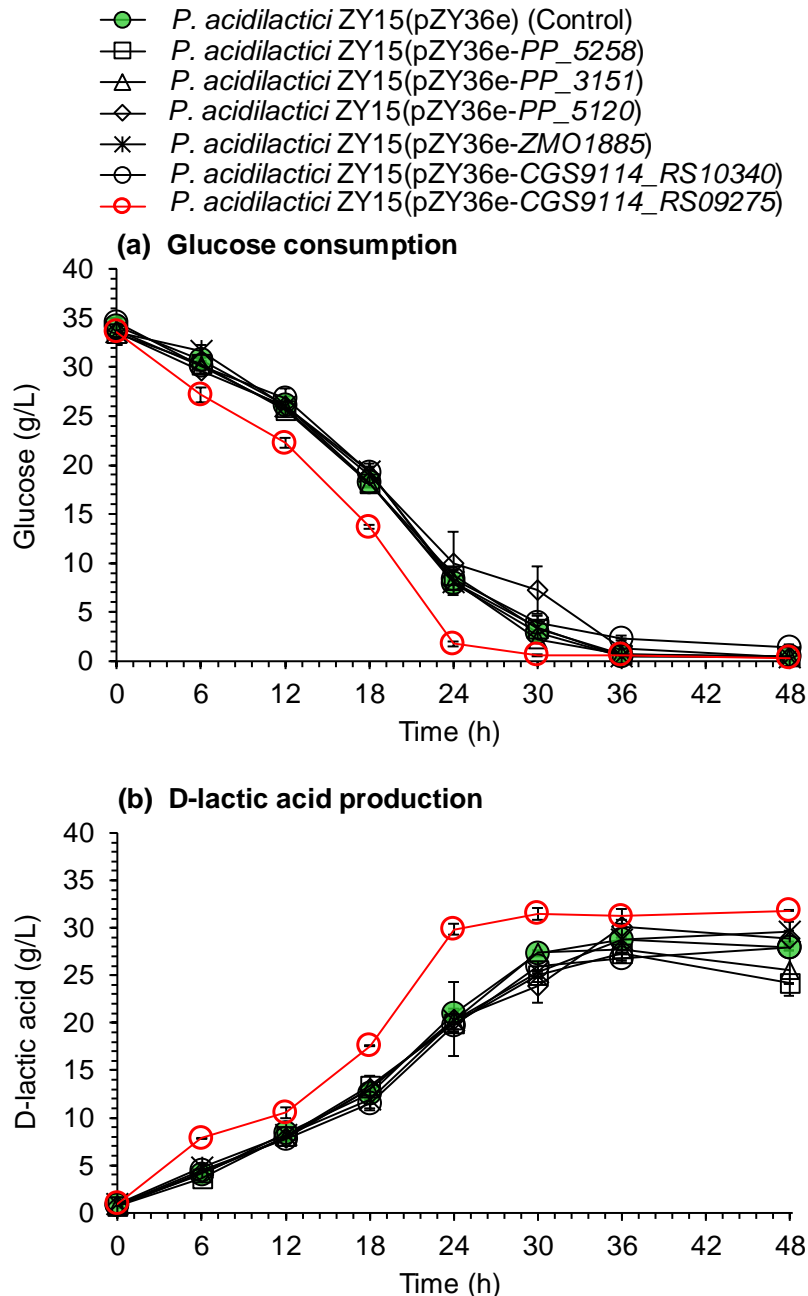 P. acidilactici ZY15(pZY36e) (Control)
P. acidilactici ZY15(pZY36e-PP_5258)
P. acidilactici ZY15(pZY36e-PP_3151)
P. acidilactici ZY15(pZY36e-PP_5120)
P. acidilactici ZY15(pZY36e-ZMO1885)
P. acidilactici ZY15(pZY36e-CGS9114_RS10340)
P. acidilactici ZY15(pZY36e-CGS9114_RS09275)
(a) Glucose consumption
40
35
30
25
20
15
10
5
0
Glucose (g/L)
0 6 12 18 24 30 36 42 48
Time (h)
(b) D-lactic acid production
40
35
30
25
20
15
10
5
0
D-lactic acid (g/L)
0 6 12 18 24 30 36 42 48
Time (h)